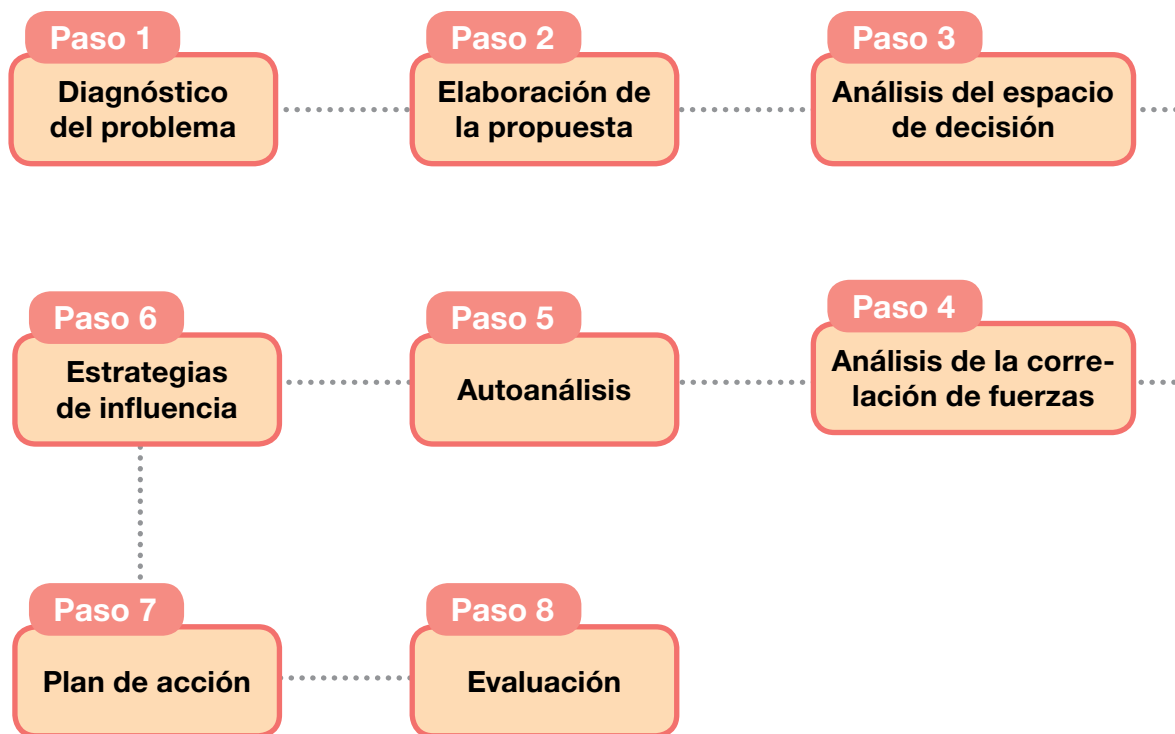 Paso 1
Diagnóstico
del problema
Paso 2
Elaboración de
la propuesta
Paso 3
Análisis del espacio
de decisión
Paso 4
Análisis de la corre-
lación de fuerzas
Paso 5
Autoanálisis
Paso 6
Estrategias
de influencia
Paso 7
Plan de acción
Paso 8
Evaluación